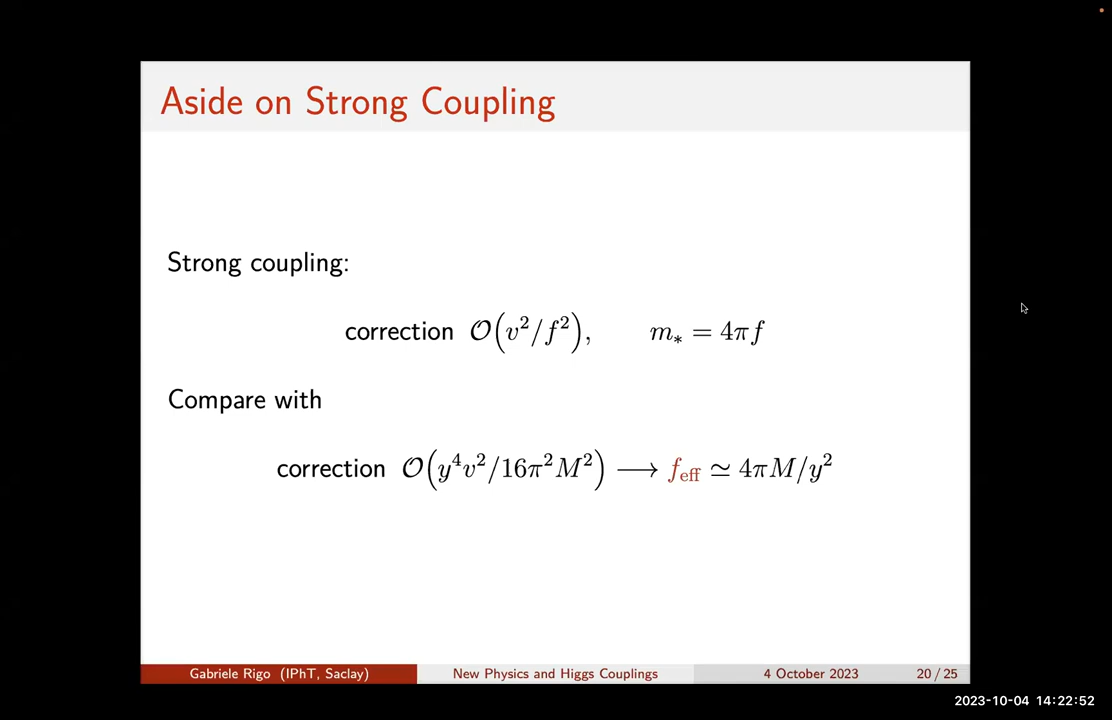 Aside on Strong Coupling
Strong coupling:
correction 𝒪(v²/f²), m∗ = 4πf
Compare with
correction 𝒪(y⁴v²/16π²M²) ⟶ f_eff ≃ 4πM/y²
Gabriele Rigo (IPhT, Saclay) New Physics and Higgs Couplings 4 October 2023 20 / 25
2023-10-04 14:22:52